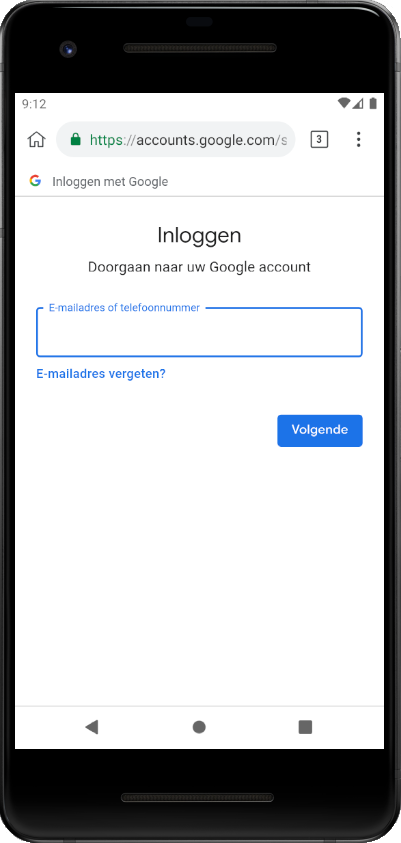 9:12
https://accounts.google.com/s
3
Inloggen met Google
Inloggen
Doorgaan naar uw Google account
E-mailadres of telefoonnummer
E-mailadres vergeten?
Volgende